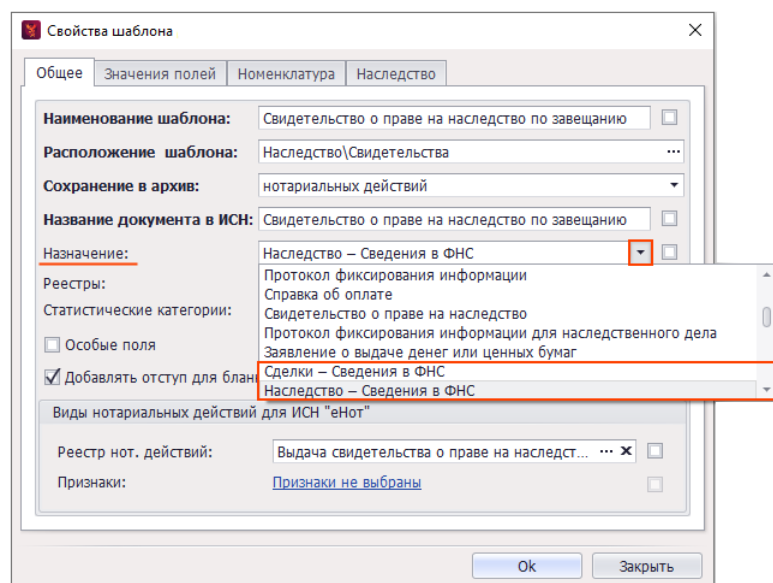 Свойства шаблона
Общее Значения полей Номенклатура Наследство
Наименование шаблона: Свидетельство о праве на наследство по завещанию
Расположение шаблона: Наследство\Свидетельства ...
Сохранение в архив: нотариальных действий
Название документа в ИСН: Свидетельство о праве на наследство по завещанию
Назначение: Наследство – Сведения в ФНС
Протокол фиксирования информации
Реестры:
Справка об оплате
Статистические категории: Свидетельство о праве на наследство
Протокол фиксирования информации для наследственного дела
Особые поля
Заявление о выдаче денег или ценных бумаг
Сделки – Сведения в ФНС
Добавлять отступ для блан
Наследство – Сведения в ФНС
Виды нотариальных действий для ИСН "еНот"
Реестр нот. действий: Выдача свидетельства о праве на наследст... ... x
Признаки: Признаки не выбраны
Ok Закрыть